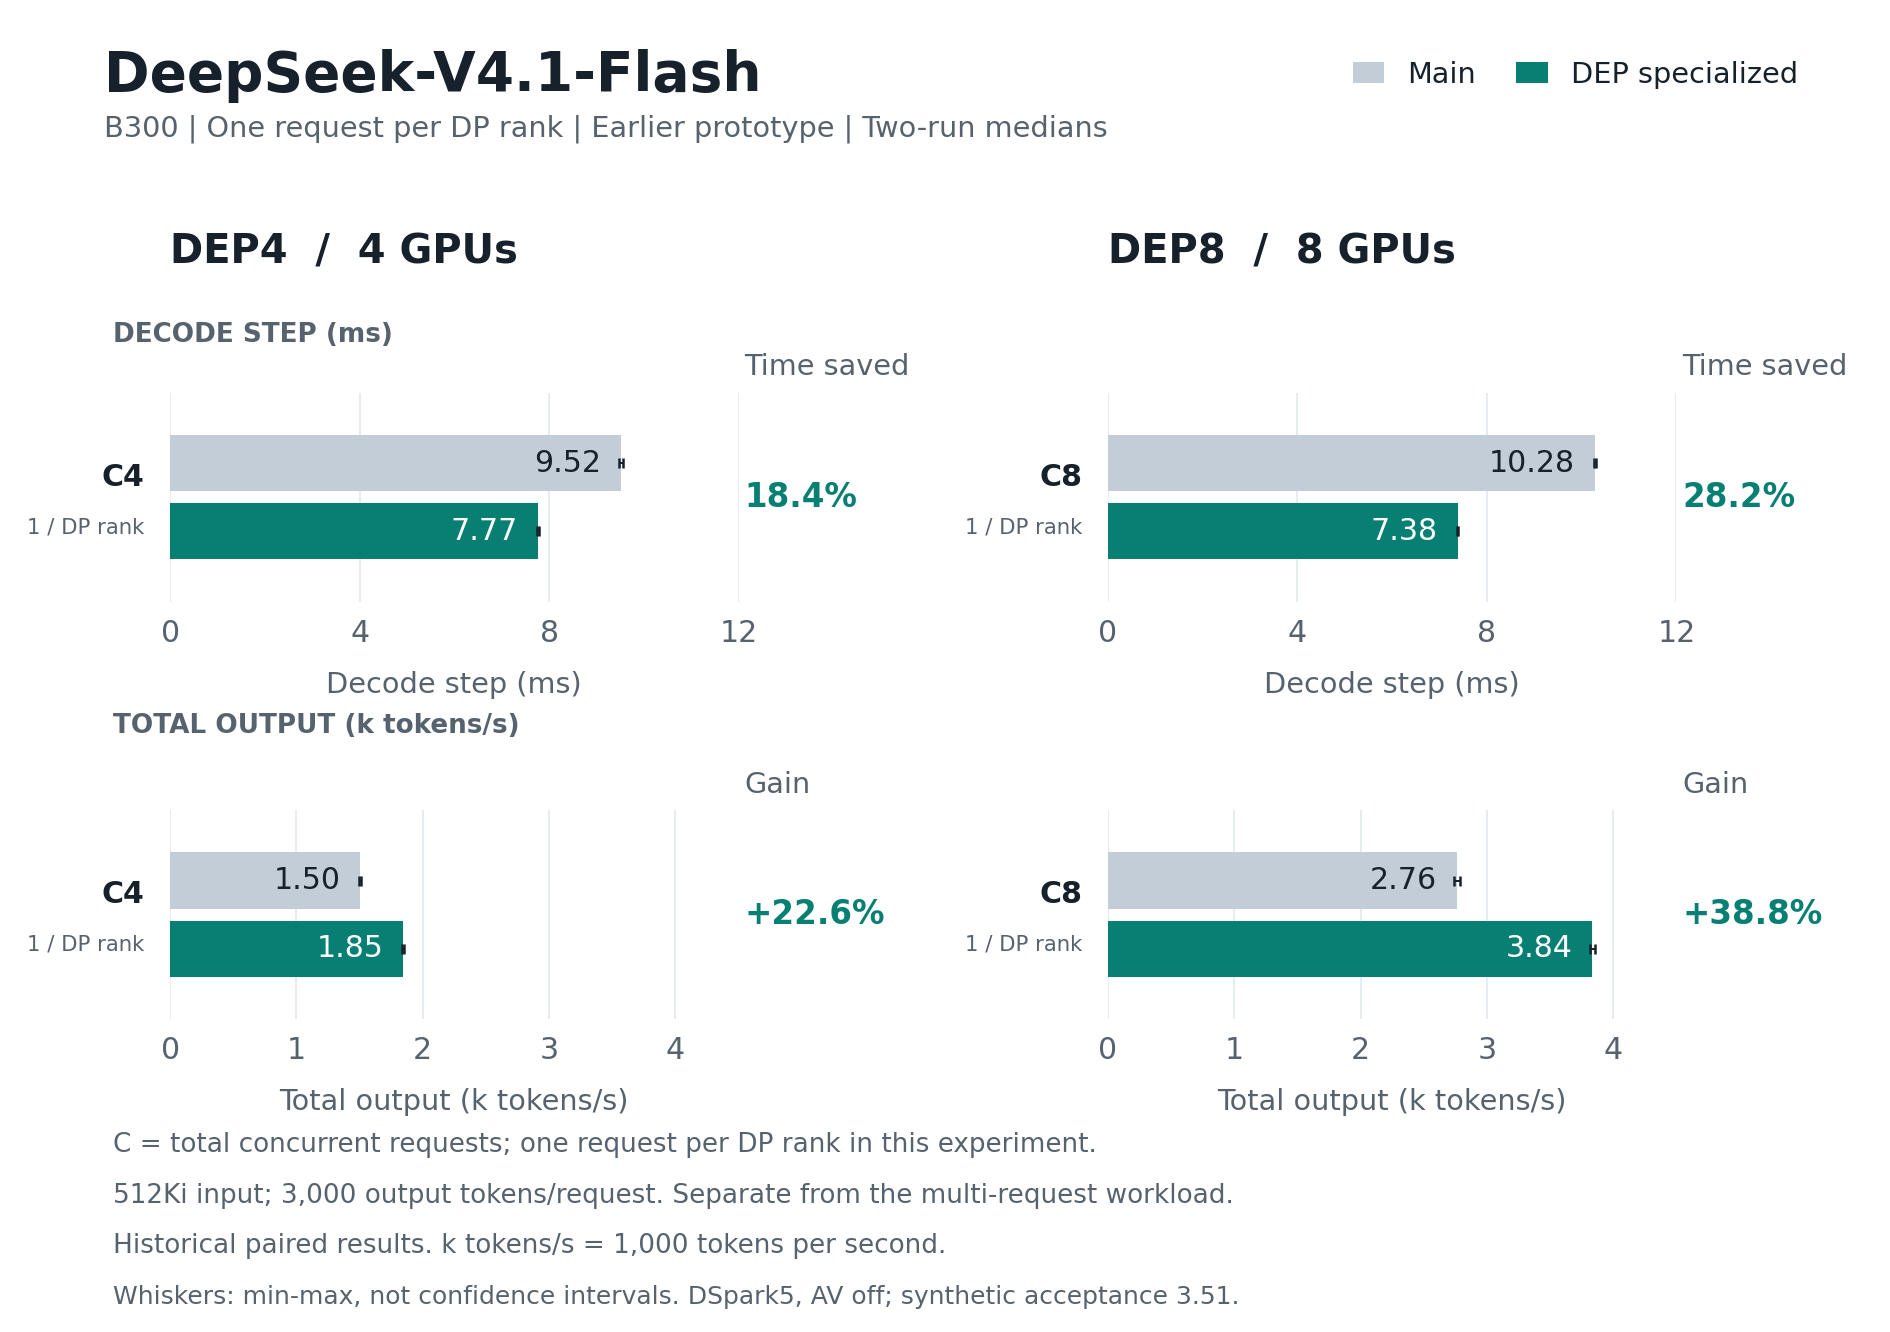 DeepSeek-V4.1-Flash
Main
DEP specialized
B300 | One request per DP rank | Earlier prototype | Two-run medians
DEP4 / 4 GPUs
DECODE STEP (ms)
Time saved
C4
1 / DP rank
9.52
7.77
18.4%
0 4 8 12
Decode step (ms)
DEP8 / 8 GPUs
Time saved
C8
1 / DP rank
10.28
7.38
28.2%
0 4 8 12
Decode step (ms)
TOTAL OUTPUT (k tokens/s)
Gain
C4
1 / DP rank
1.50
1.85
+22.6%
0 1 2 3 4
Total output (k tokens/s)
Gain
C8
1 / DP rank
2.76
3.84
+38.8%
0 1 2 3 4
Total output (k tokens/s)
C = total concurrent requests; one request per DP rank in this experiment.
512Ki input; 3,000 output tokens/request. Separate from the multi-request workload.
Historical paired results. k tokens/s = 1,000 tokens per second.
Whiskers: min-max, not confidence intervals. DSpark5, AV off; synthetic acceptance 3.51.